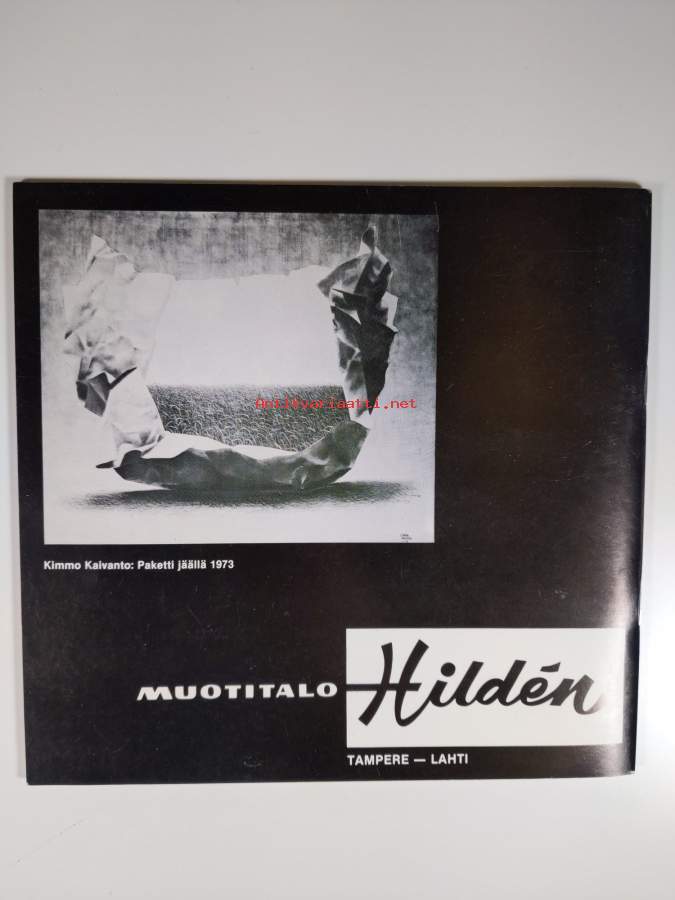 Antikvariaatti.net
Kimmo Kaivanto: Paketti jäällä 1973
MUOTITALO Hildén
TAMPERE — LAHTI